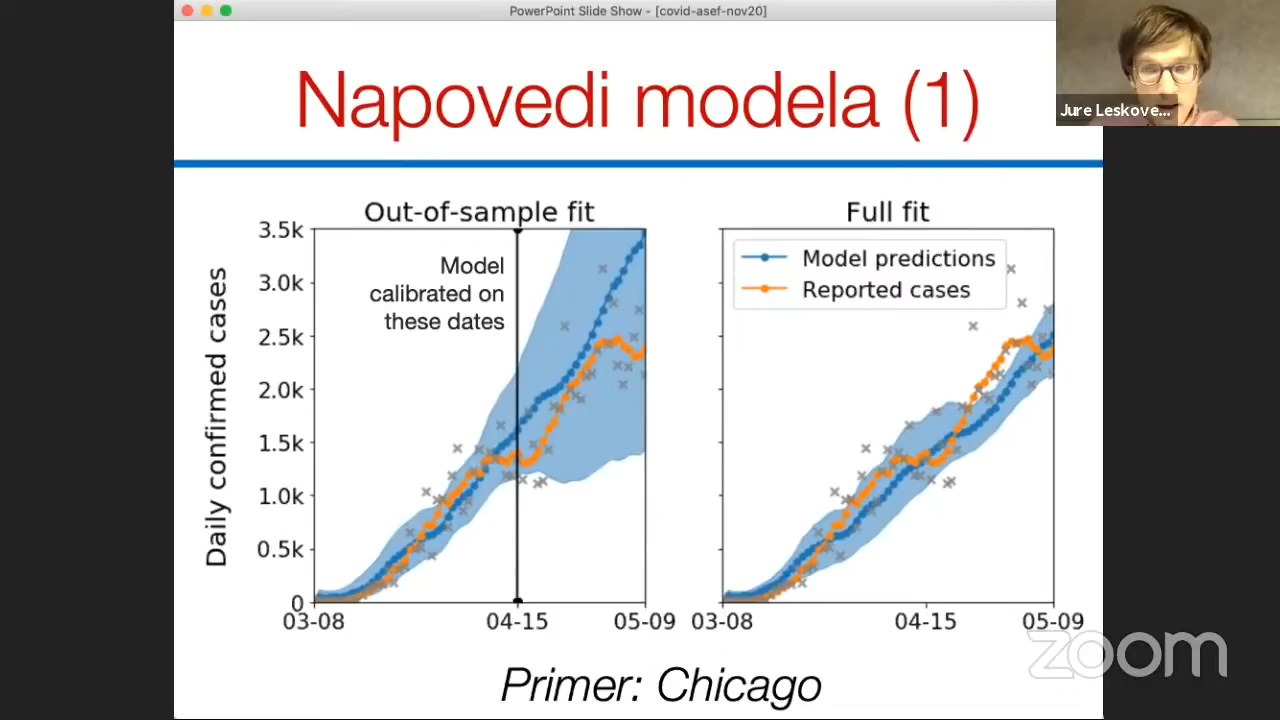 PowerPoint Slide Show - [covid-asef-nov20]
Napovedi modela (1)
Jure Leskove...
Out-of-sample fit
Full fit
Daily confirmed cases
3.5k
3.0k
2.5k
2.0k
1.5k
1.0k
0.5k
0
Model
calibrated on
these dates
Model predictions
Reported cases
03-08
04-15
05-09
03-08
04-15
05-09
zoom
Primer: Chicago